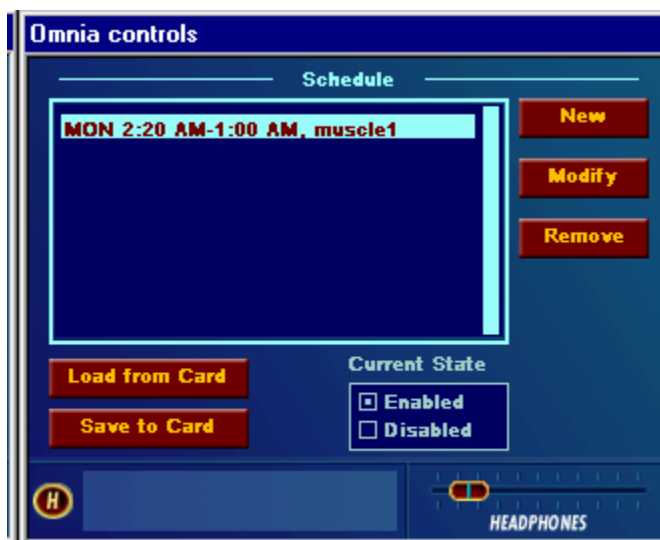 Omnia controls
Schedule
MON 2:20 AM-1:00 AM, muscle1
New
Modify
Remove
Load from Card
Save to Card
Current State
Enabled
Disabled
H
HEADPHONES